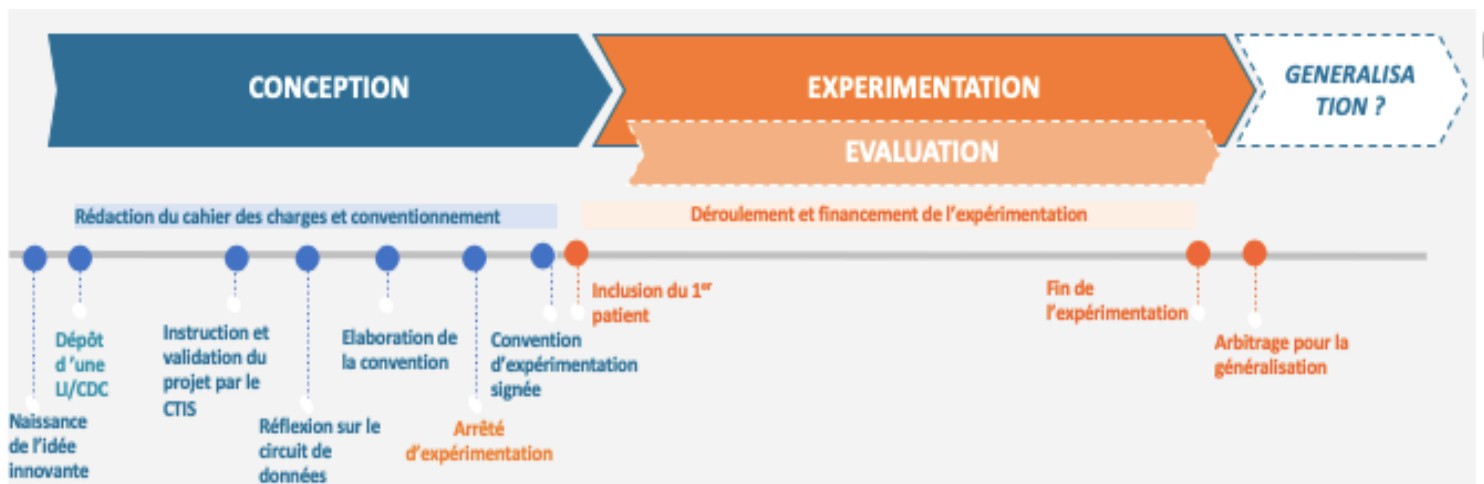 CONCEPTION
EXPERIMENTATION
GENERALISA
TION ?
EVALUATION
Rédaction du cahier des charges et conventionnement
Déroulement et financement de l'expérimentation
Naissance
de l'idée
innovante
Dépôt
d 'une
LI/CDC
Instruction et
validation du
projet par le
CTIS
Réflexion sur le
circuit de
données
Elaboration de
la convention
Arrêté
d'expérimentation
Convention
d'expérimentation
signée
Inclusion du 1er
patient
Fin de
l'expérimentation
Arbitrage pour la
généralisation